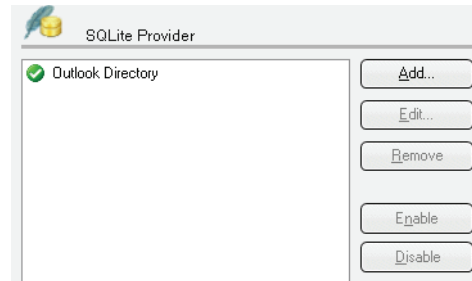 SQLite Provider
Outlook Directory
Add...
Edit...
Remove
Enable
Disable